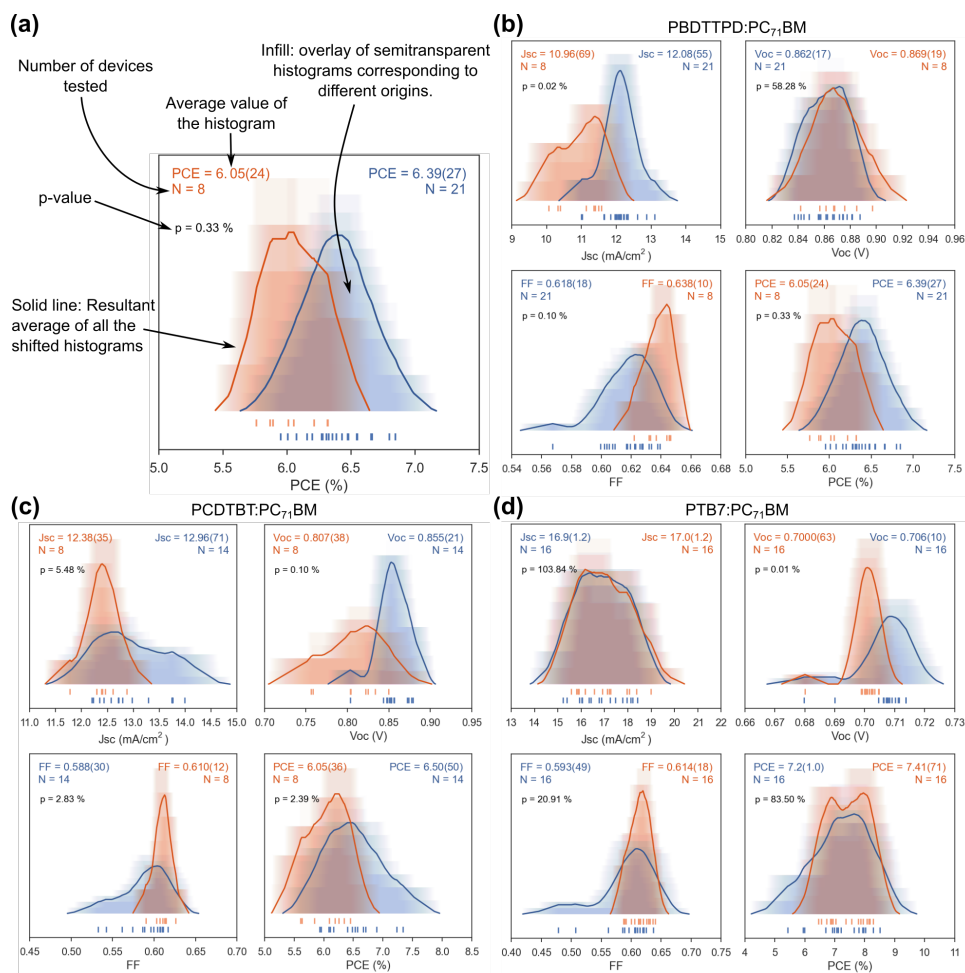 (a)
Number of devices
tested
Average value of
the histogram
Infill: overlay of semitransparent
histograms corresponding to
different origins.
p-value
Solid line: Resultant
average of all the
shifted histograms
PCE = 6.05(24)
N = 8
PCE = 6.39(27)
N = 21
p = 0.33 %
5.0 5.5 6.0 6.5 7.0 7.5
PCE (%)
(b)
PBDTTPD:PC₇₁BM
Jsc = 10.96(69)
N = 8
Jsc = 12.08(55)
N = 21
p = 0.02 %
9 10 11 12 13 14 15
Jsc (mA/cm²)
Voc = 0.862(17)
N = 21
Voc = 0.869(19)
N = 8
p = 58.28 %
0.80 0.82 0.84 0.86 0.88 0.90 0.92 0.94 0.96
Voc (V)
FF = 0.618(18)
N = 21
FF = 0.638(10)
N = 8
p = 0.10 %
0.54 0.56 0.58 0.60 0.62 0.64 0.66 0.68
FF
PCE = 6.05(24)
N = 8
PCE = 6.39(27)
N = 21
p = 0.33 %
5.0 5.5 6.0 6.5 7.0 7.5
PCE (%)
(c)
PCDTBT:PC₇₁BM
Jsc = 12.38(35)
N = 8
Jsc = 12.96(71)
N = 14
p = 5.48 %
11.0 11.5 12.0 12.5 13.0 13.5 14.0 14.5 15.0
Jsc (mA/cm²)
Voc = 0.807(38)
N = 8
Voc = 0.855(21)
N = 14
p = 0.10 %
0.70 0.75 0.80 0.85 0.90 0.95
Voc (V)
FF = 0.588(30)
N = 14
FF = 0.610(12)
N = 8
p = 2.83 %
0.45 0.50 0.55 0.60 0.65 0.70
FF
PCE = 6.05(36)
N = 8
PCE = 6.50(50)
N = 14
p = 2.39 %
5.0 5.5 6.0 6.5 7.0 7.5 8.0
PCE (%)
(d)
PTB7:PC₇₁BM
Jsc = 16.9(1.2)
N = 16
Jsc = 17.0(1.2)
N = 16
p = 103.84 %
13 14 15 16 17 18 19 20 21 22
Jsc (mA/cm²)
Voc = 0.7000(63)
N = 16
Voc = 0.706(10)
N = 16
p = 0.01 %
0.66 0.67 0.68 0.69 0.70 0.71 0.72 0.73
Voc (V)
FF = 0.593(49)
N = 16
FF = 0.614(18)
N = 16
p = 20.91 %
0.40 0.45 0.50 0.55 0.60 0.65 0.70 0.75
FF
PCE = 7.2(1.0)
N = 16
PCE = 7.41(71)
N = 16
p = 83.50 %
4 5 6 7 8 9 10 11
PCE (%)